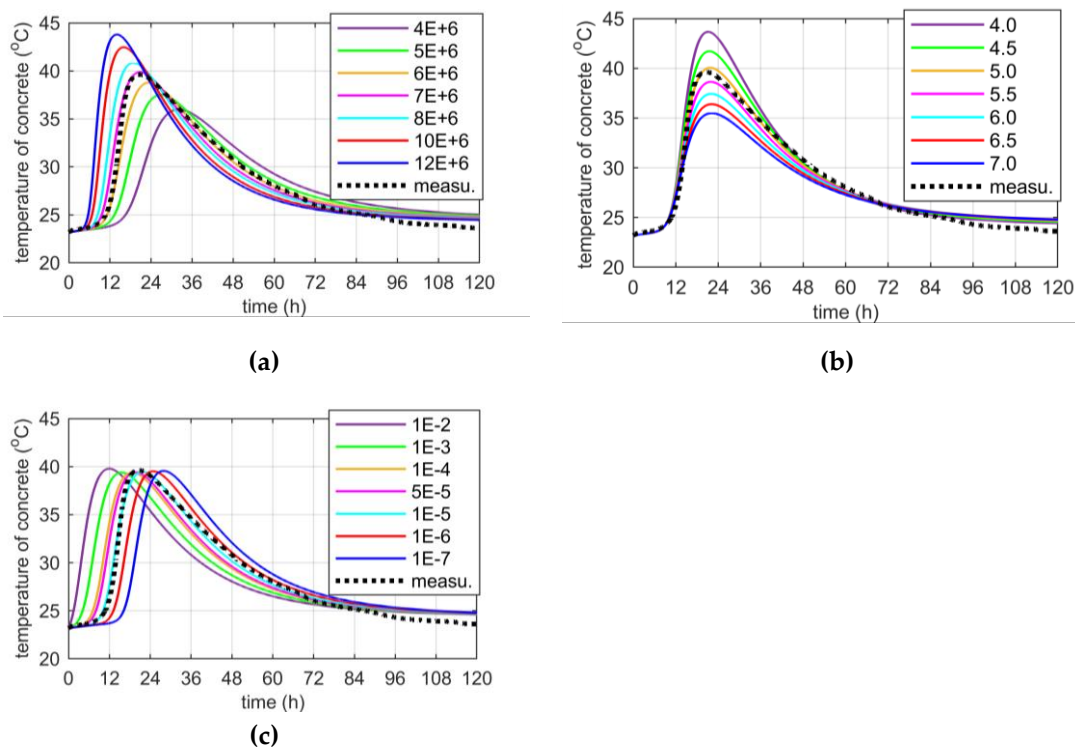 temperature of concrete (°C)
45
40
35
30
25
20
0 12 24 36 48 60 72 84 96 108 120
time (h)
4E+6
5E+6
6E+6
7E+6
8E+6
10E+6
12E+6
measu.
(a)
temperature of concrete (°C)
45
40
35
30
25
20
0 12 24 36 48 60 72 84 96 108 120
time (h)
4.0
4.5
5.0
5.5
6.0
6.5
7.0
measu.
(b)
temperature of concrete (°C)
45
40
35
30
25
20
0 12 24 36 48 60 72 84 96 108 120
time (h)
1E-2
1E-3
1E-4
5E-5
1E-5
1E-6
1E-7
measu.
(c)